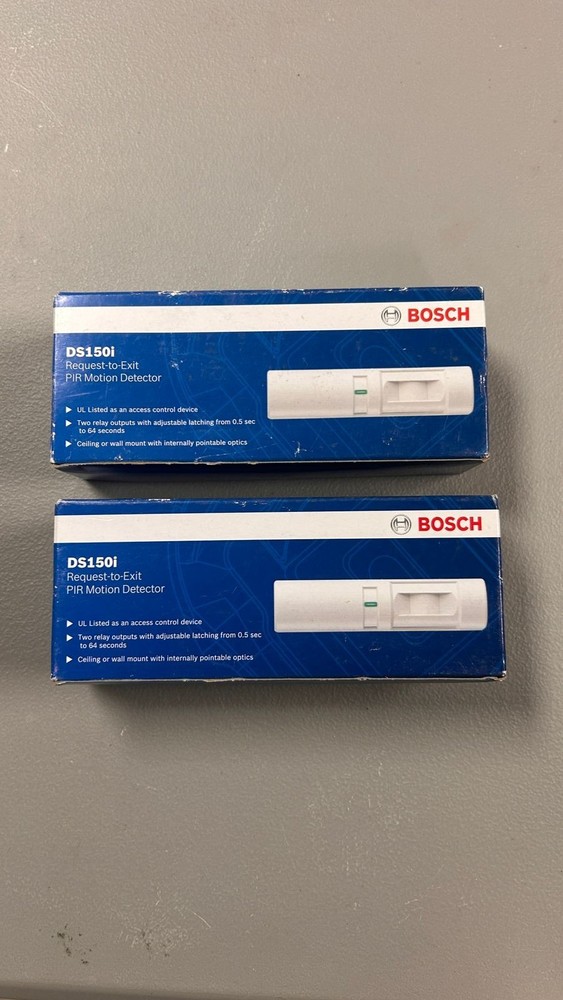 BOSCH
DS150i
Request-to-Exit
PIR Motion Detector
▶ UL Listed as an access control device
▶ Two relay outputs with adjustable latching from 0.5 sec
to 64 seconds
▶ Ceiling or wall mount with internally pointable optics
BOSCH
DS150i
Request-to-Exit
PIR Motion Detector
▶ UL Listed as an access control device
▶ Two relay outputs with adjustable latching from 0.5 sec
to 64 seconds
▶ Ceiling or wall mount with internally pointable optics